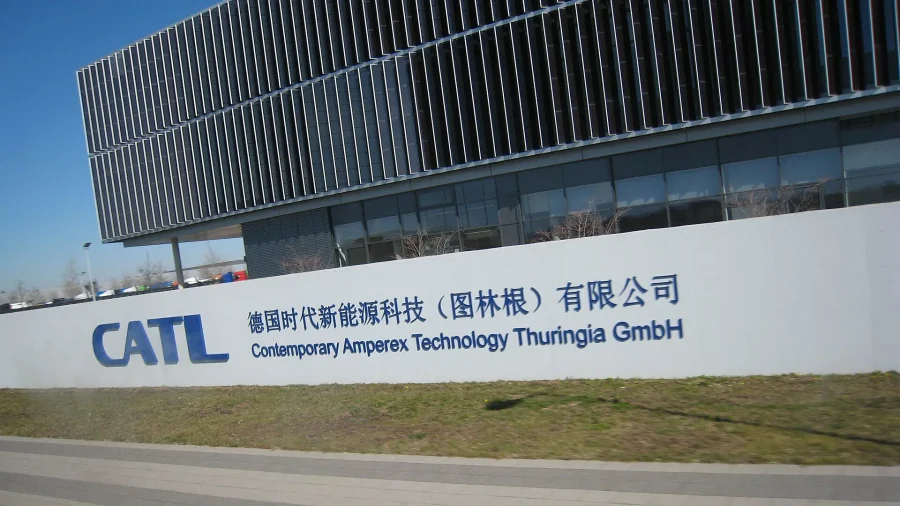 CATL
德国时代新能源科技（图林根）有限公司
Contemporary Amperex Technology Thuringia GmbH